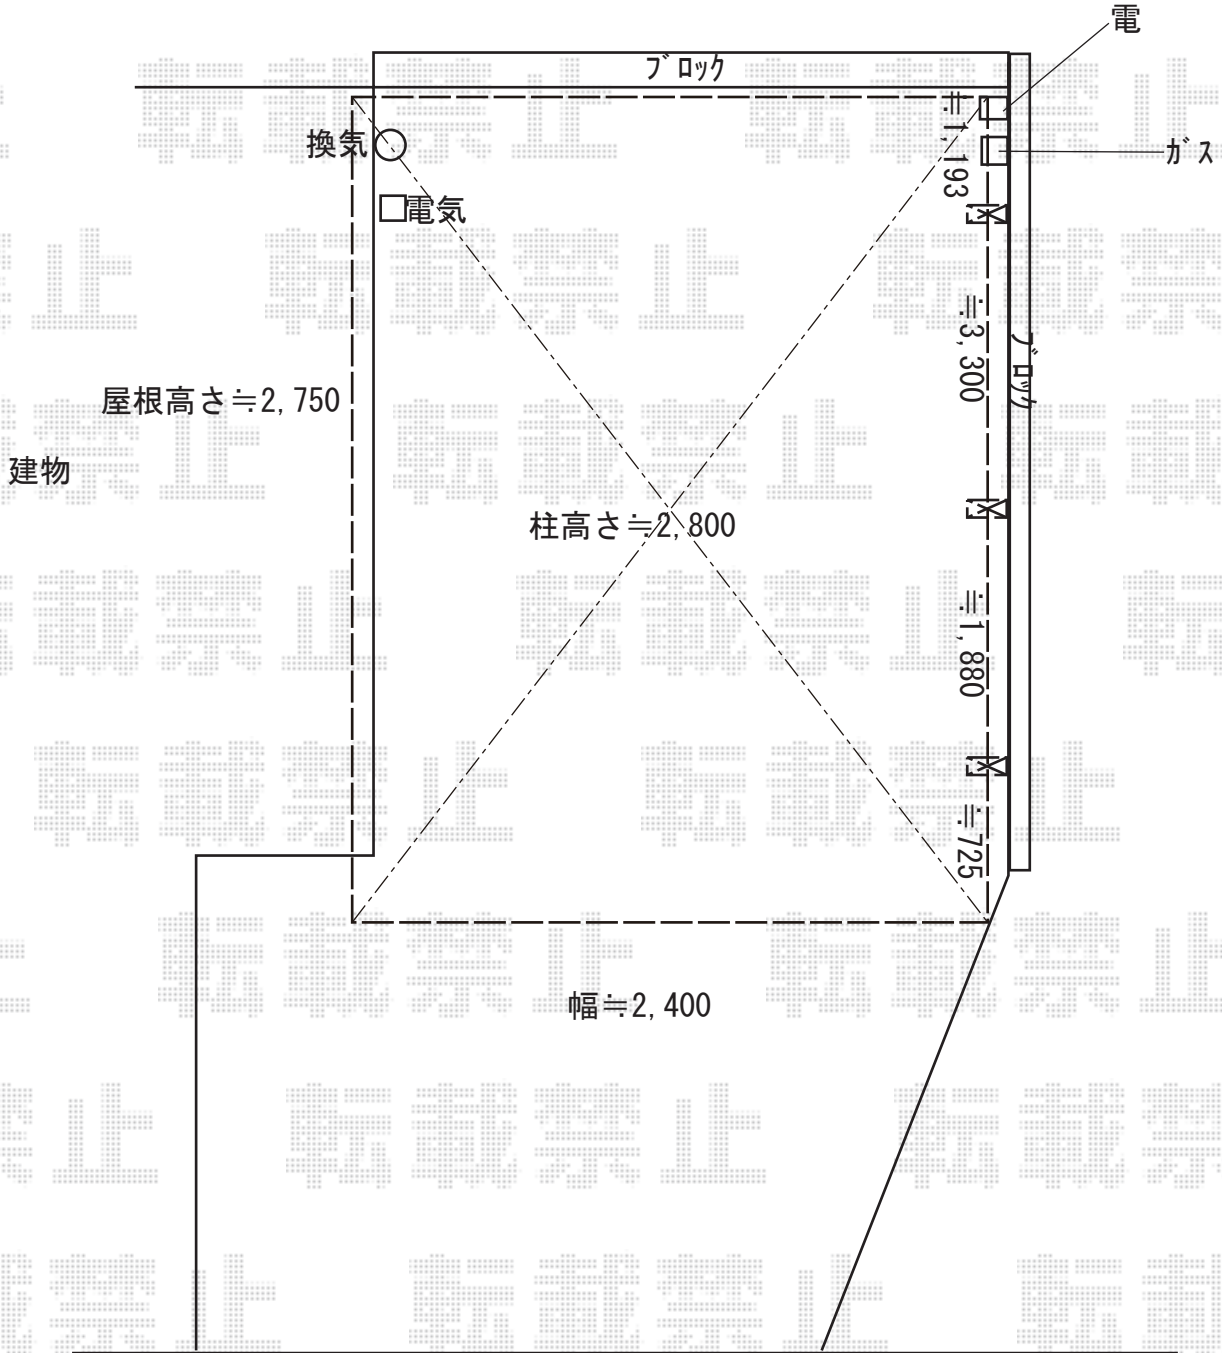 電
ブロック
ガス
換気
電気
≒1,193
≒3,300
ブロック
屋根高さ≒2,750
建物
柱高さ≒2,800
≒1,880
≒725
幅≒2,400
転載禁止